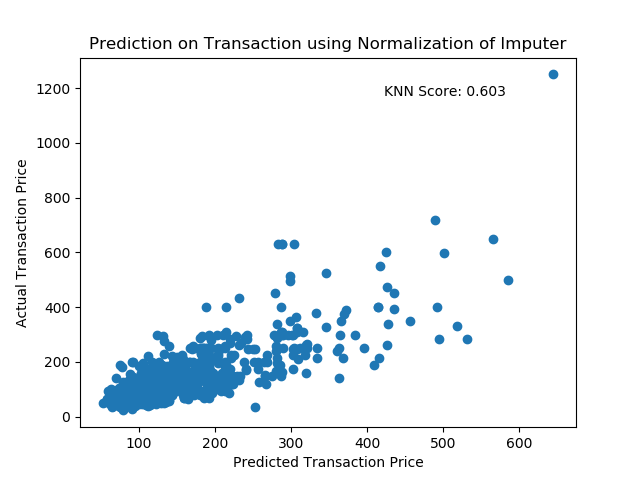 Prediction on Transaction using Normalization of Imputer
KNN Score: 0.603
Actual Transaction Price
1200
1000
800
600
400
200
0
100 200 300 400 500 600
Predicted Transaction Price